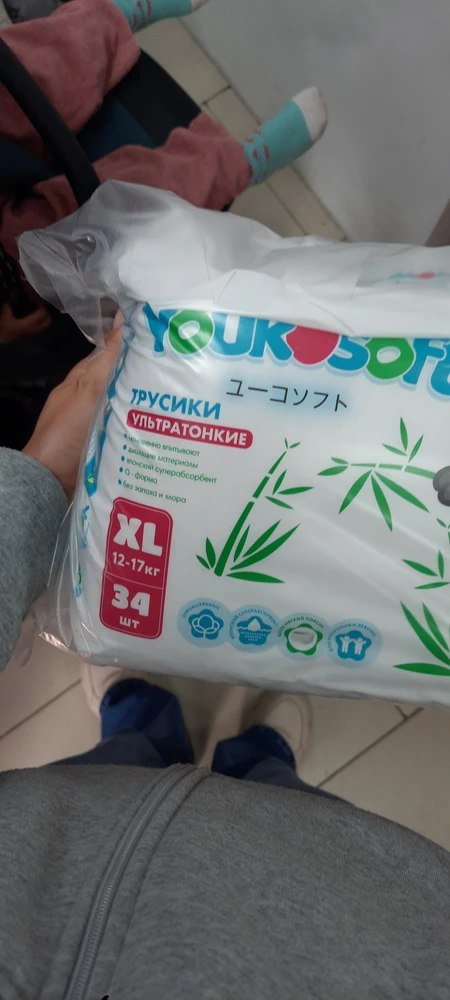 YOUKOSOFT
ユーコソフト
ТРУСИКИ
УЛЬТРАТОНКИЕ
мгновенно впитывают
дышащие материалы
японский суперабсорбент
Q - форма
без запаха и хлора
XL
12-17кг
34
шт